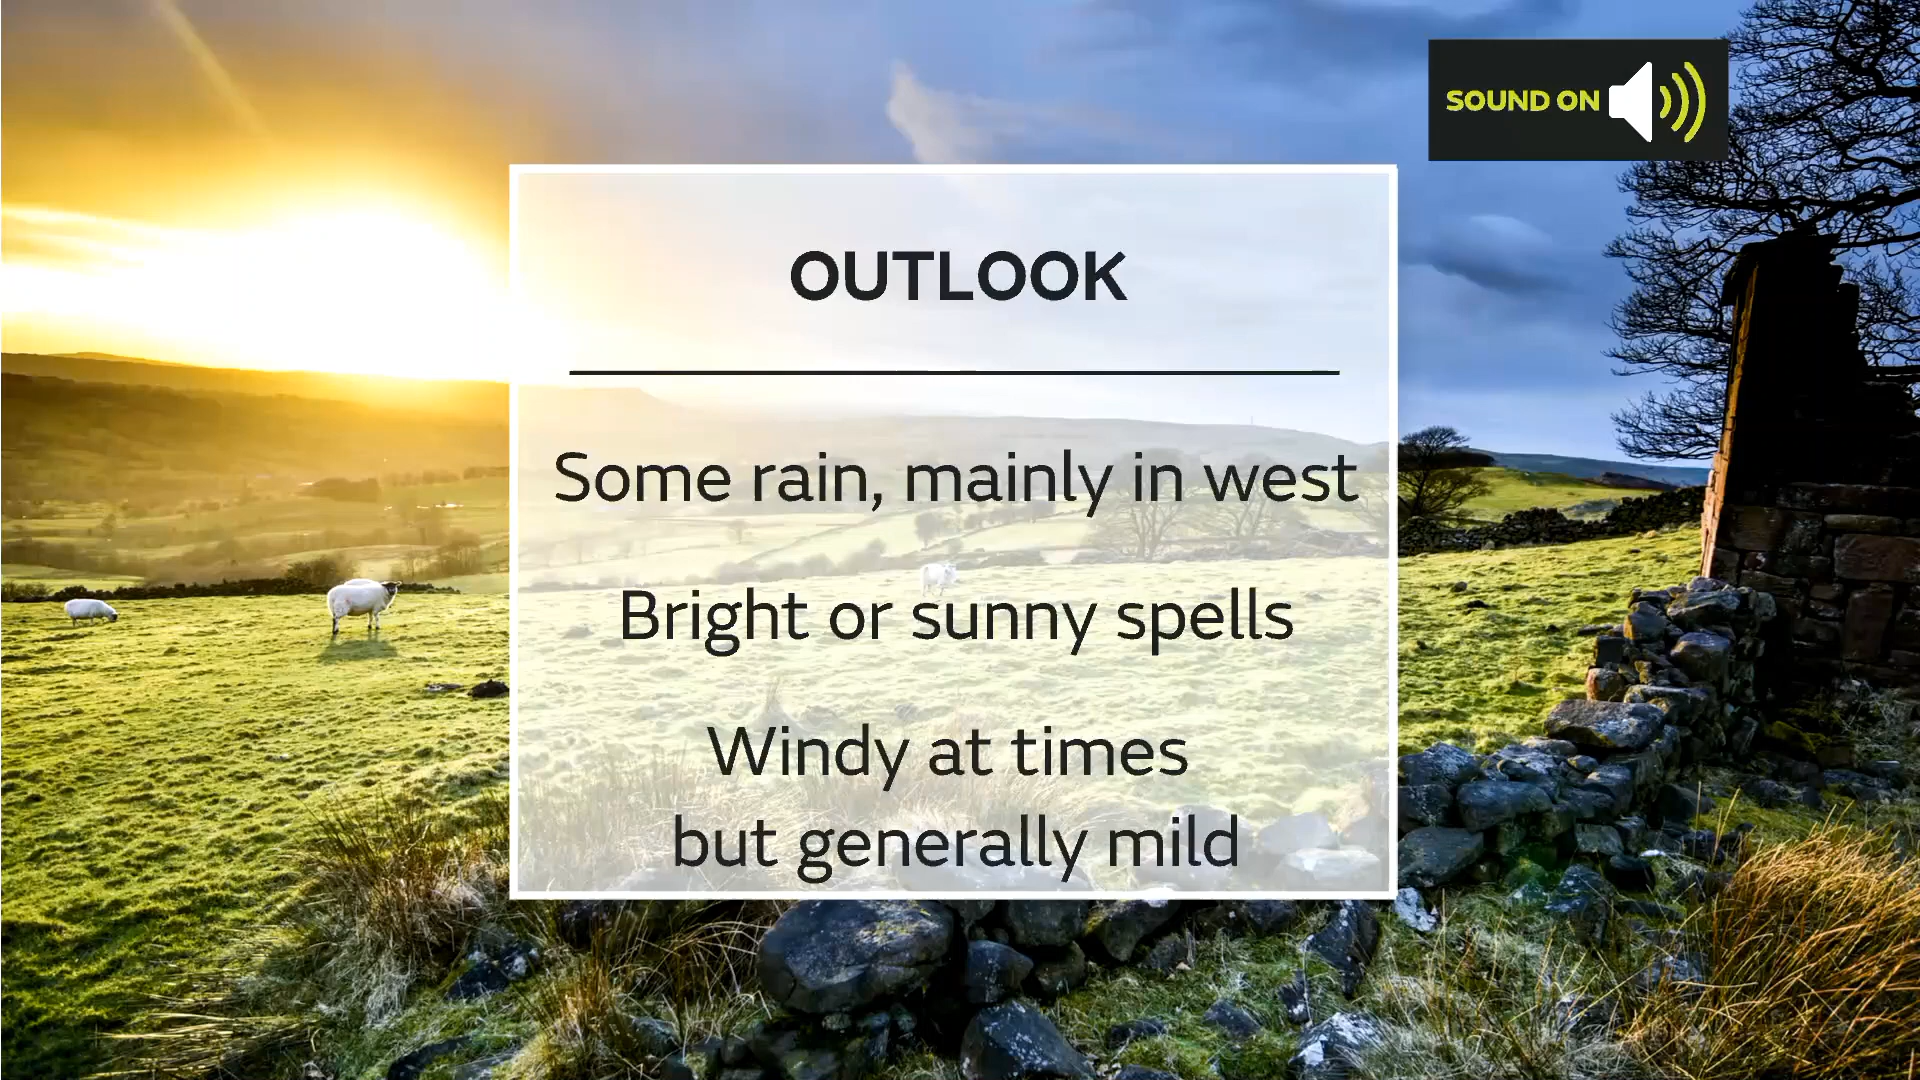 SOUND ON
OUTLOOK
Some rain, mainly in west
Bright or sunny spells
Windy at times
but generally mild